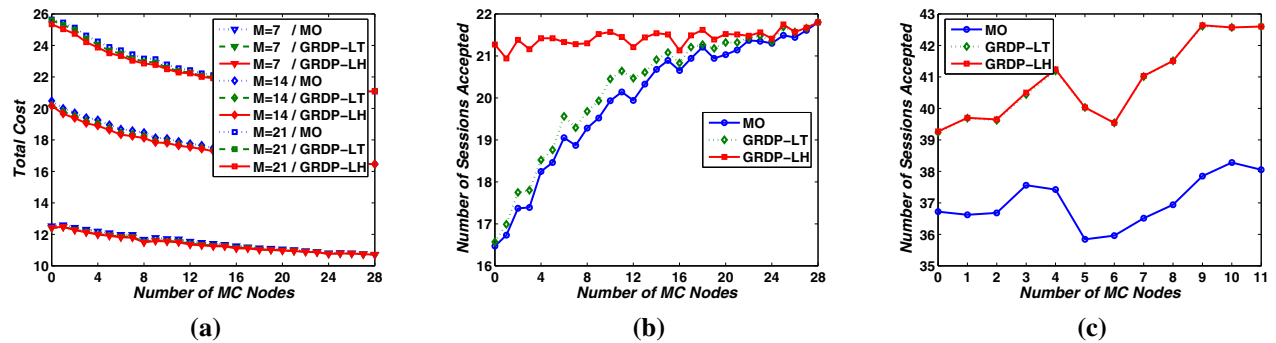 Total Cost
26
24
22
20
18
16
14
12
10
0 4 8 12 16 20 24 28
Number of MC Nodes
M=7 / MO
M=7 / GRDP-LT
M=7 / GRDP-LH
M=14 / MO
M=14 / GRDP-LT
M=14 / GRDP-LH
M=21 / MO
M=21 / GRDP-LT
M=21 / GRDP-LH
(a)
Number of Sessions Accepted
22
21
20
19
18
17
16
0 4 8 12 16 20 24 28
Number of MC Nodes
MO
GRDP-LT
GRDP-LH
(b)
Number of Sessions Accepted
43
42
41
40
39
38
37
36
35
0 1 2 3 4 5 6 7 8 9 10 11
Number of MC Nodes
MO
GRDP-LT
GRDP-LH
(c)